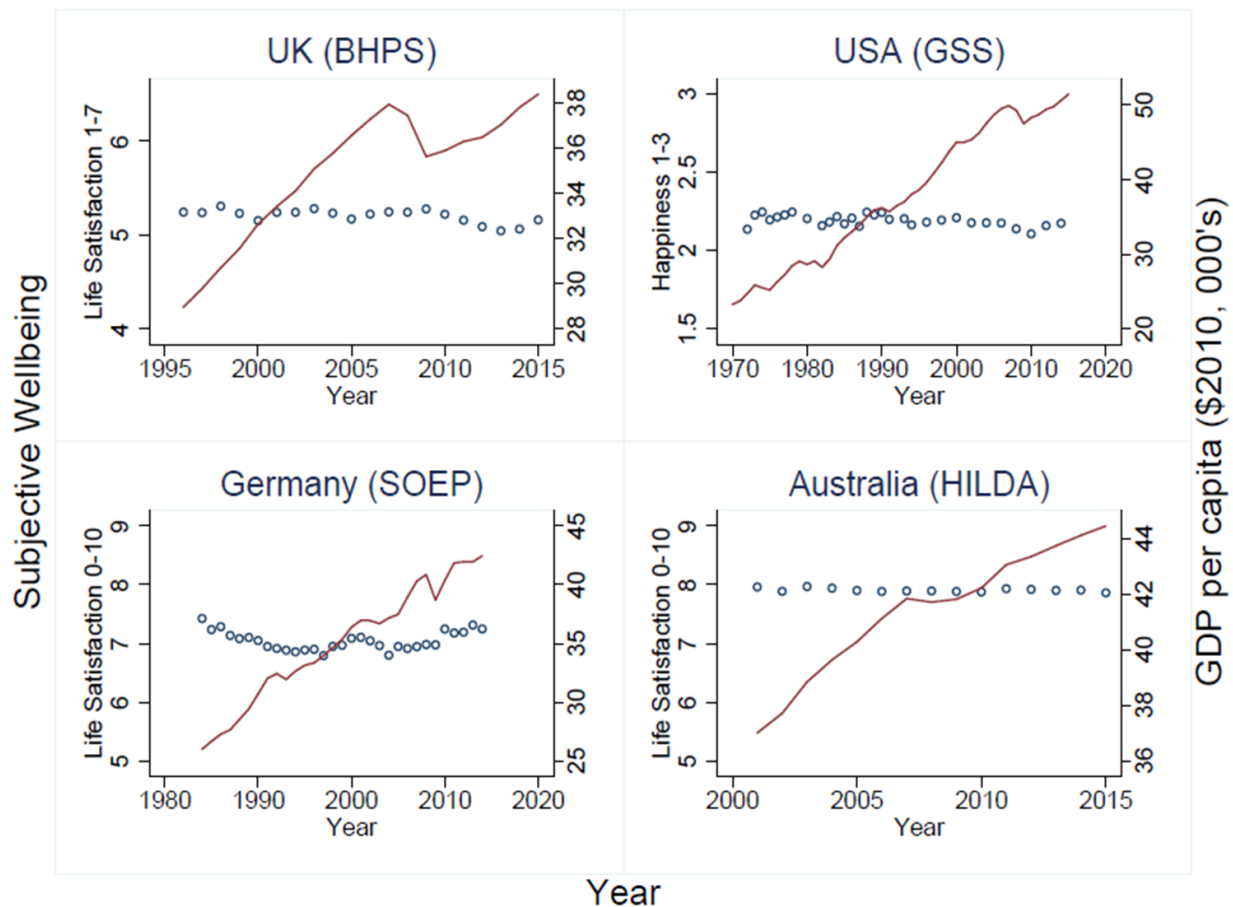 UK (BHPS)
Life Satisfaction 1-7
4 5 6
28 30 32 34 36 38
1995 2000 2005 2010 2015
Year
USA (GSS)
Happiness 1-3
1.5 2 2.5 3
20 30 40 50
1970 1980 1990 2000 2010 2020
Year
Germany (SOEP)
Life Satisfaction 0-10
5 6 7 8 9
25 30 35 40 45
1980 1990 2000 2010 2020
Year
Australia (HILDA)
Life Satisfaction 0-10
5 6 7 8 9
36 38 40 42 44
2000 2005 2010 2015
Year
Subjective Wellbeing
GDP per capita ($2010, 000's)
Year